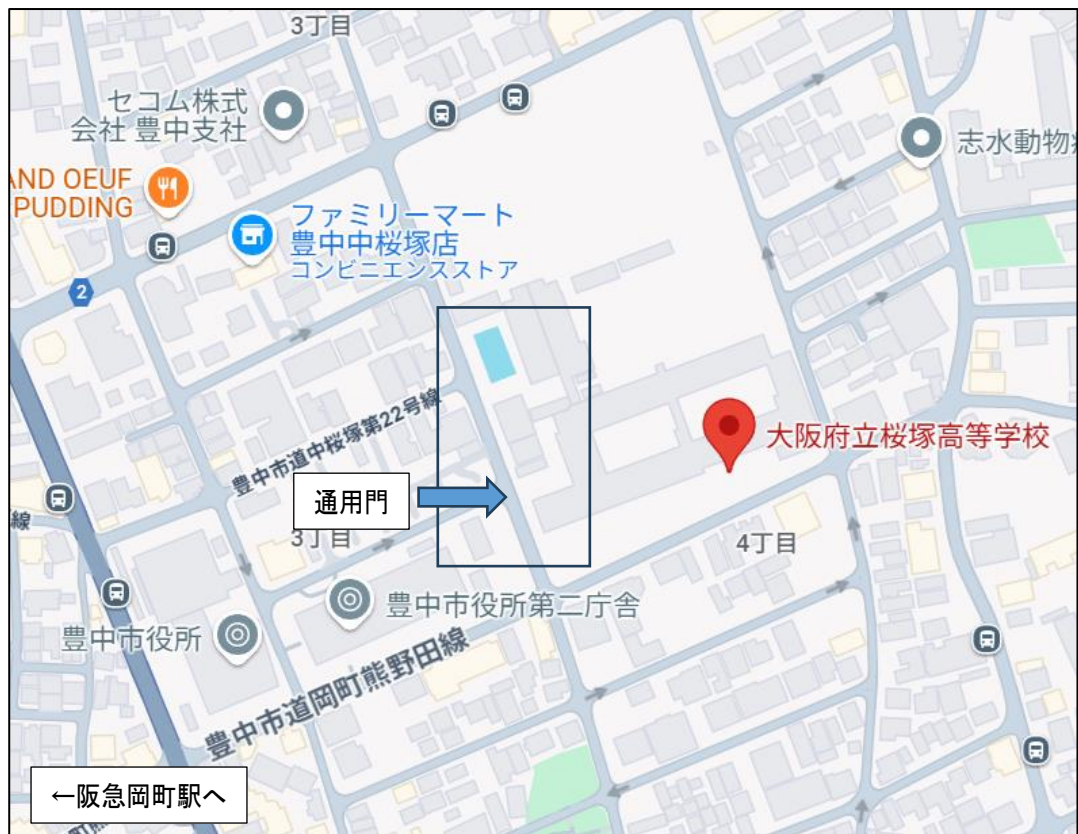 3丁目
セコム株式
会社 豊中支社
志水動物
AND OEUF
PUDDING
ファミリーマート
豊中中桜塚店
コンビニエンスストア
2
豊中市道中桜塚第22号線
大阪府立桜塚高等学校
通用門
線
3丁目
4丁目
豊中市役所第二庁舎
豊中市役所
豊中市道岡町熊野田線
←阪急岡町駅へ